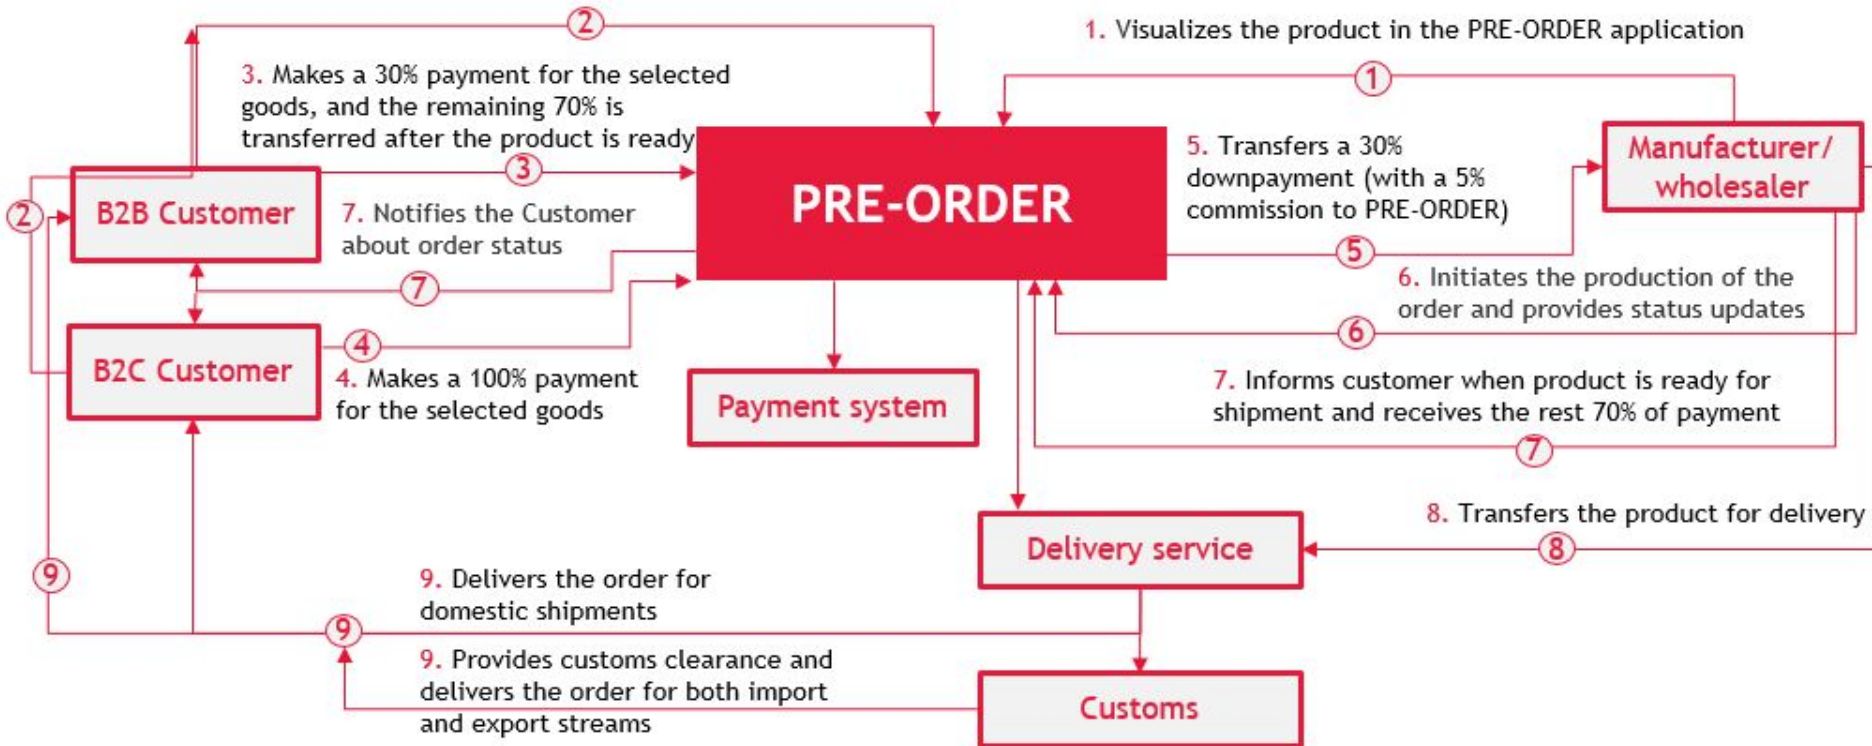 2
1. Visualizes the product in the PRE-ORDER application
3. Makes a 30% payment for the selected
goods, and the remaining 70% is
transferred after the product is ready
1
3
PRE-ORDER
5. Transfers a 30%
downpayment (with a 5%
commission to PRE-ORDER)
Manufacturer/
wholesaler
2
B2B Customer
7. Notifies the Customer
about order status
5
7
6. Initiates the production of the
order and provides status updates
6
B2C Customer
4
4. Makes a 100% payment
for the selected goods
Payment system
7. Informs customer when product is ready for
shipment and receives the rest 70% of payment
7
8. Transfers the product for delivery
Delivery service
8
9
9. Delivers the order for
domestic shipments
9
9. Provides customs clearance and
delivers the order for both import
and export streams
Customs